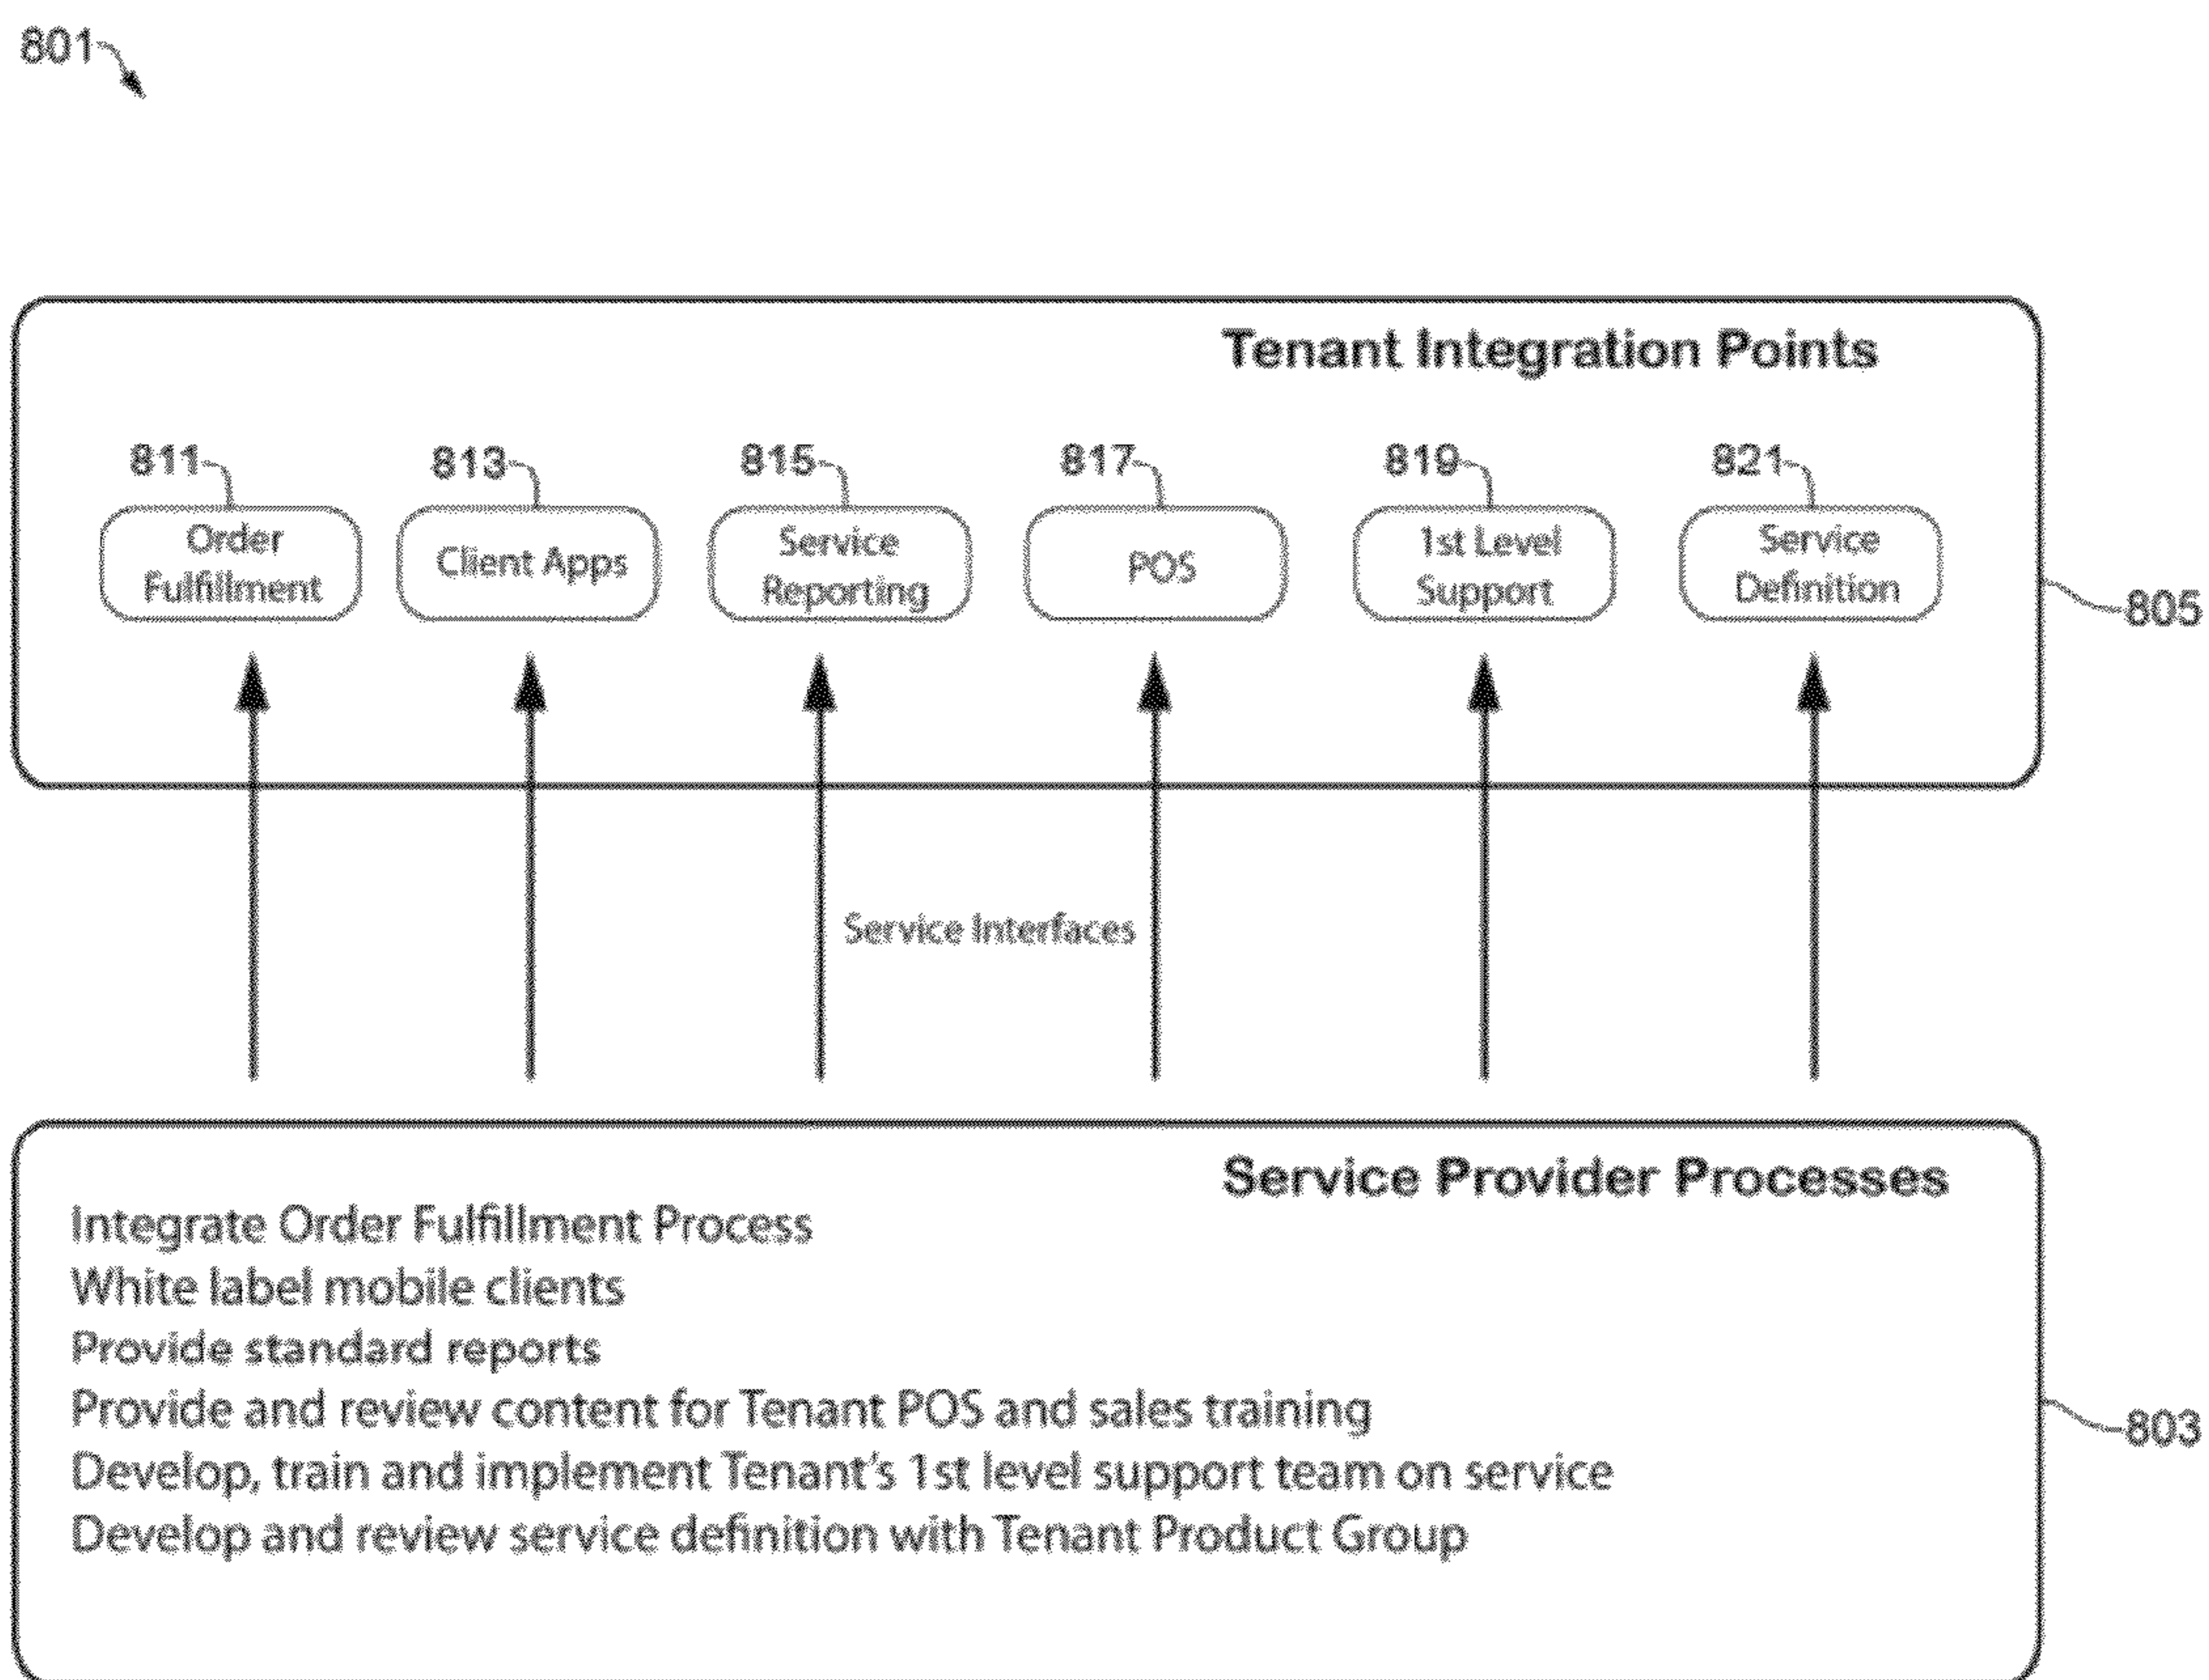 801
Tenant Integration Points
811
813
815
817
819
821
Order
Fulfillment
Client Apps
Service
Reporting
POS
1st Level
Support
Service
Definition
805
Service Interfaces
Service Provider Processes
Integrate Order Fulfillment Process
White label mobile clients
Provide standard reports
Provide and review content for Tenant POS and sales training
Develop, train and implement Tenant's 1st level support team on service
Develop and review service definition with Tenant Product Group
803